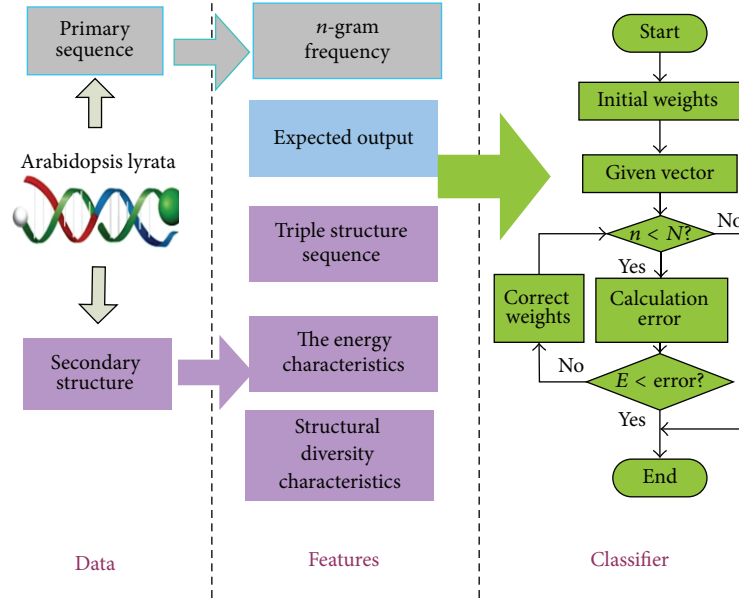 Primary
sequence
Arabidopsis lyrata
Secondary
structure
Data
n-gram
frequency
Expected output
Triple structure
sequence
The energy
characteristics
Structural
diversity
characteristics
Features
Start
Initial weights
Given vector
n < N?
No
Yes
Correct
weights
Calculation
error
No
E < error?
Yes
End
Classifier